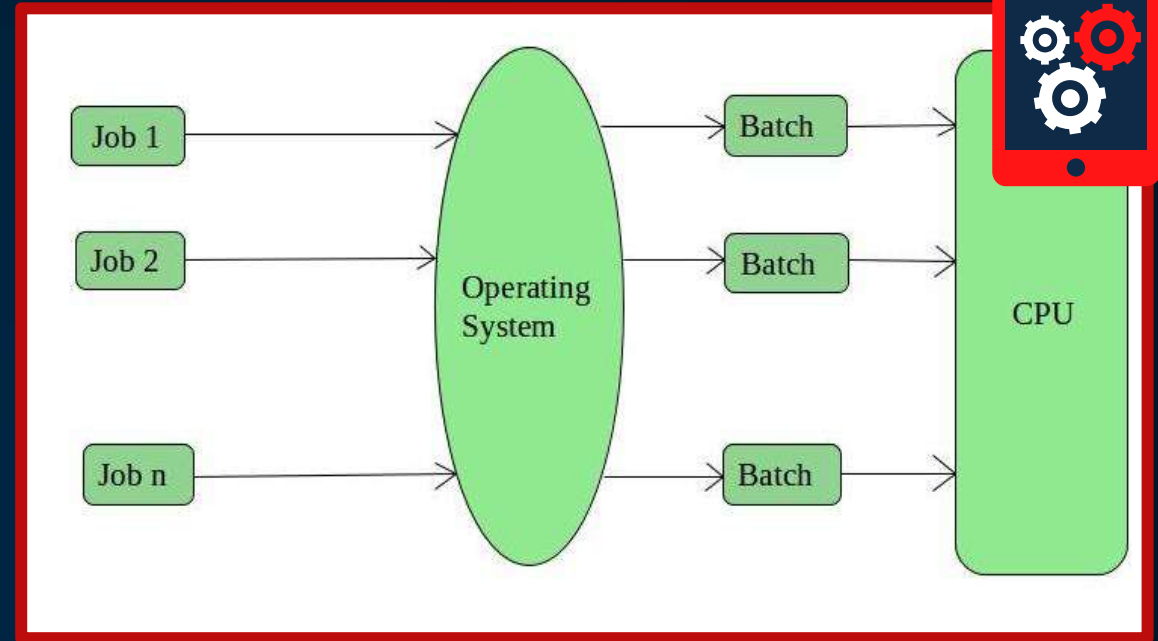 Job 1
Batch
Job 2
Batch
Operating
System
CPU
Job n
Batch